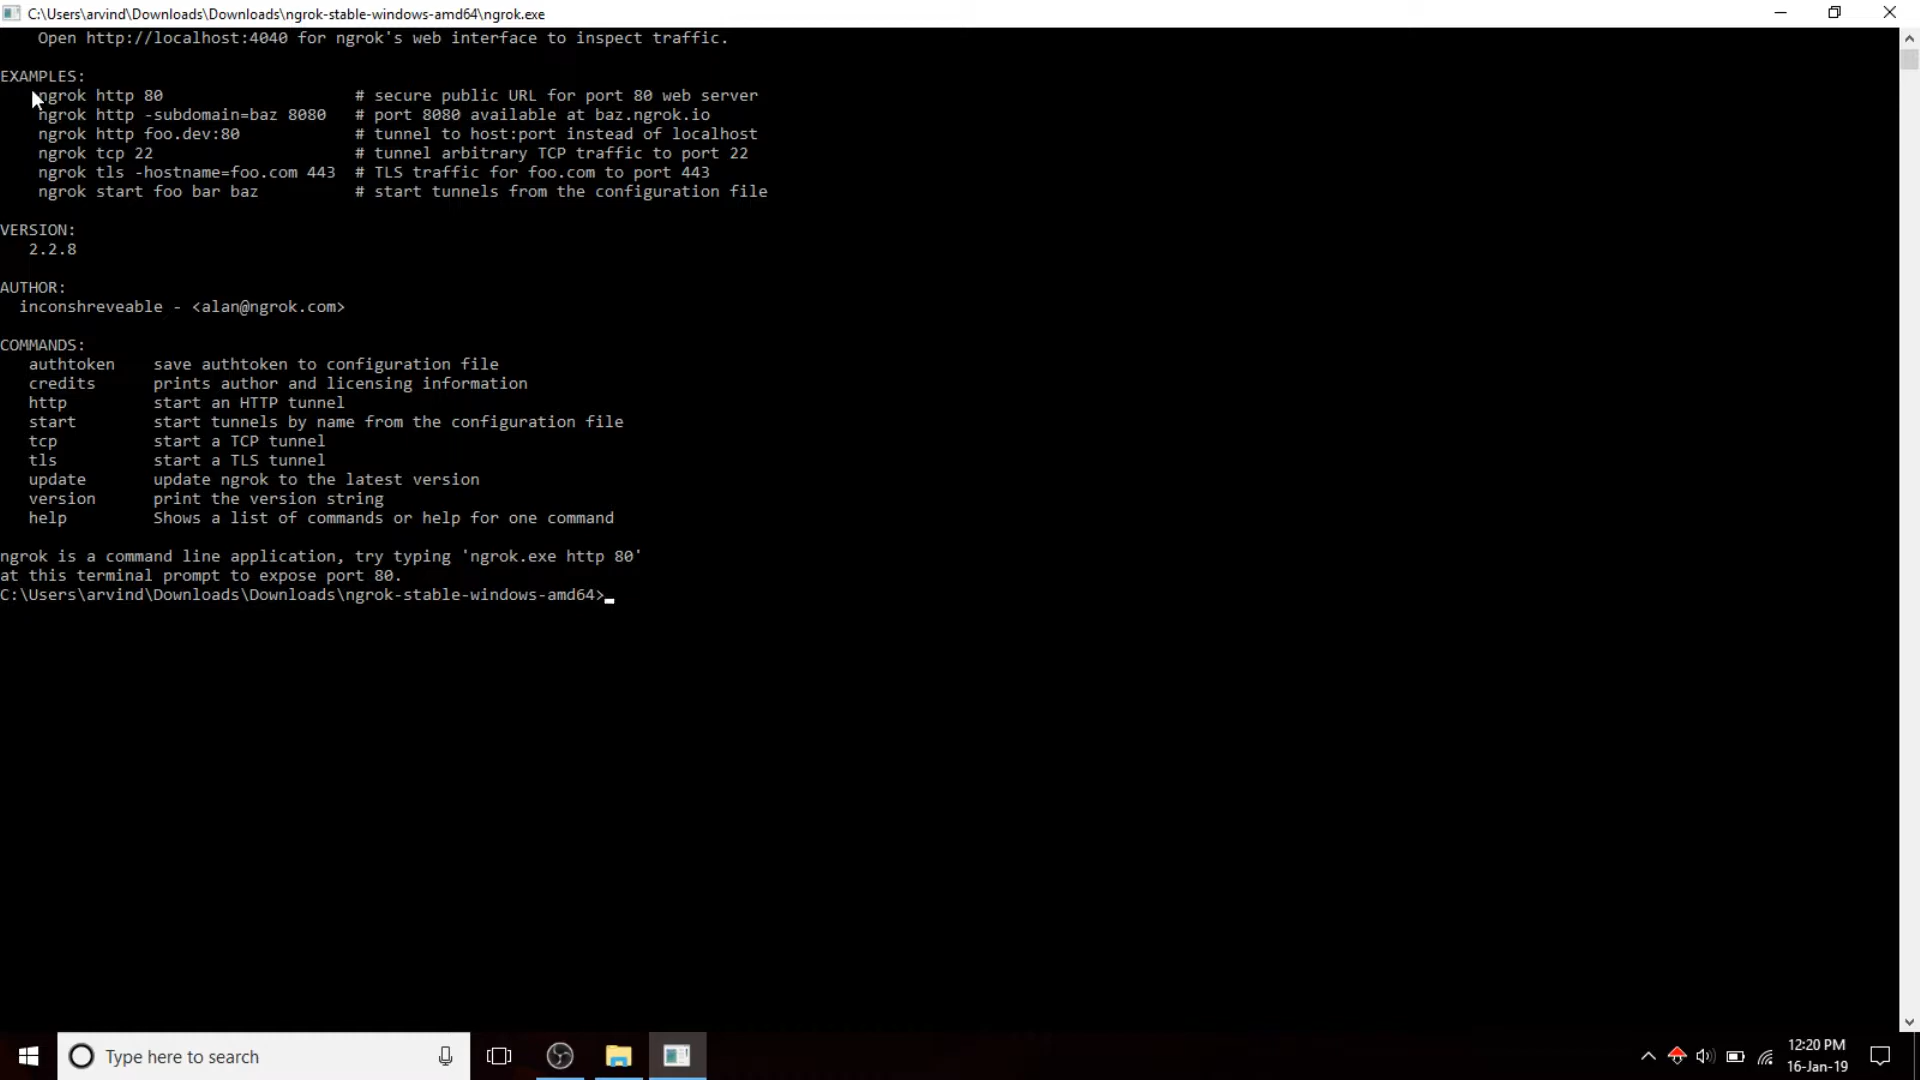 C:\Users\arvind\Downloads\Downloads\ngrok-stable-windows-amd64\ngrok.exe
Open http://localhost:4040 for ngrok's web interface to inspect traffic.
EXAMPLES:
ngrok http 80 # secure public URL for port 80 web server
ngrok http -subdomain=baz 8080 # port 8080 available at baz.ngrok.io
ngrok http foo.dev:80 # tunnel to host:port instead of localhost
ngrok tcp 22 # tunnel arbitrary TCP traffic to port 22
ngrok tls -hostname=foo.com 443 # TLS traffic for foo.com to port 443
ngrok start foo bar baz # start tunnels from the configuration file
VERSION:
2.2.8
AUTHOR:
inconshreveable - <alan@ngrok.com>
COMMANDS:
authtoken save authtoken to configuration file
credits prints author and licensing information
http start an HTTP tunnel
start start tunnels by name from the configuration file
tcp start a TCP tunnel
tls start a TLS tunnel
update update ngrok to the latest version
version print the version string
help Shows a list of commands or help for one command
ngrok is a command line application, try typing 'ngrok.exe http 80'
at this terminal prompt to expose port 80.
C:\Users\arvind\Downloads\Downloads\ngrok-stable-windows-amd64>
Type here to search
12:20 PM
16-Jan-19